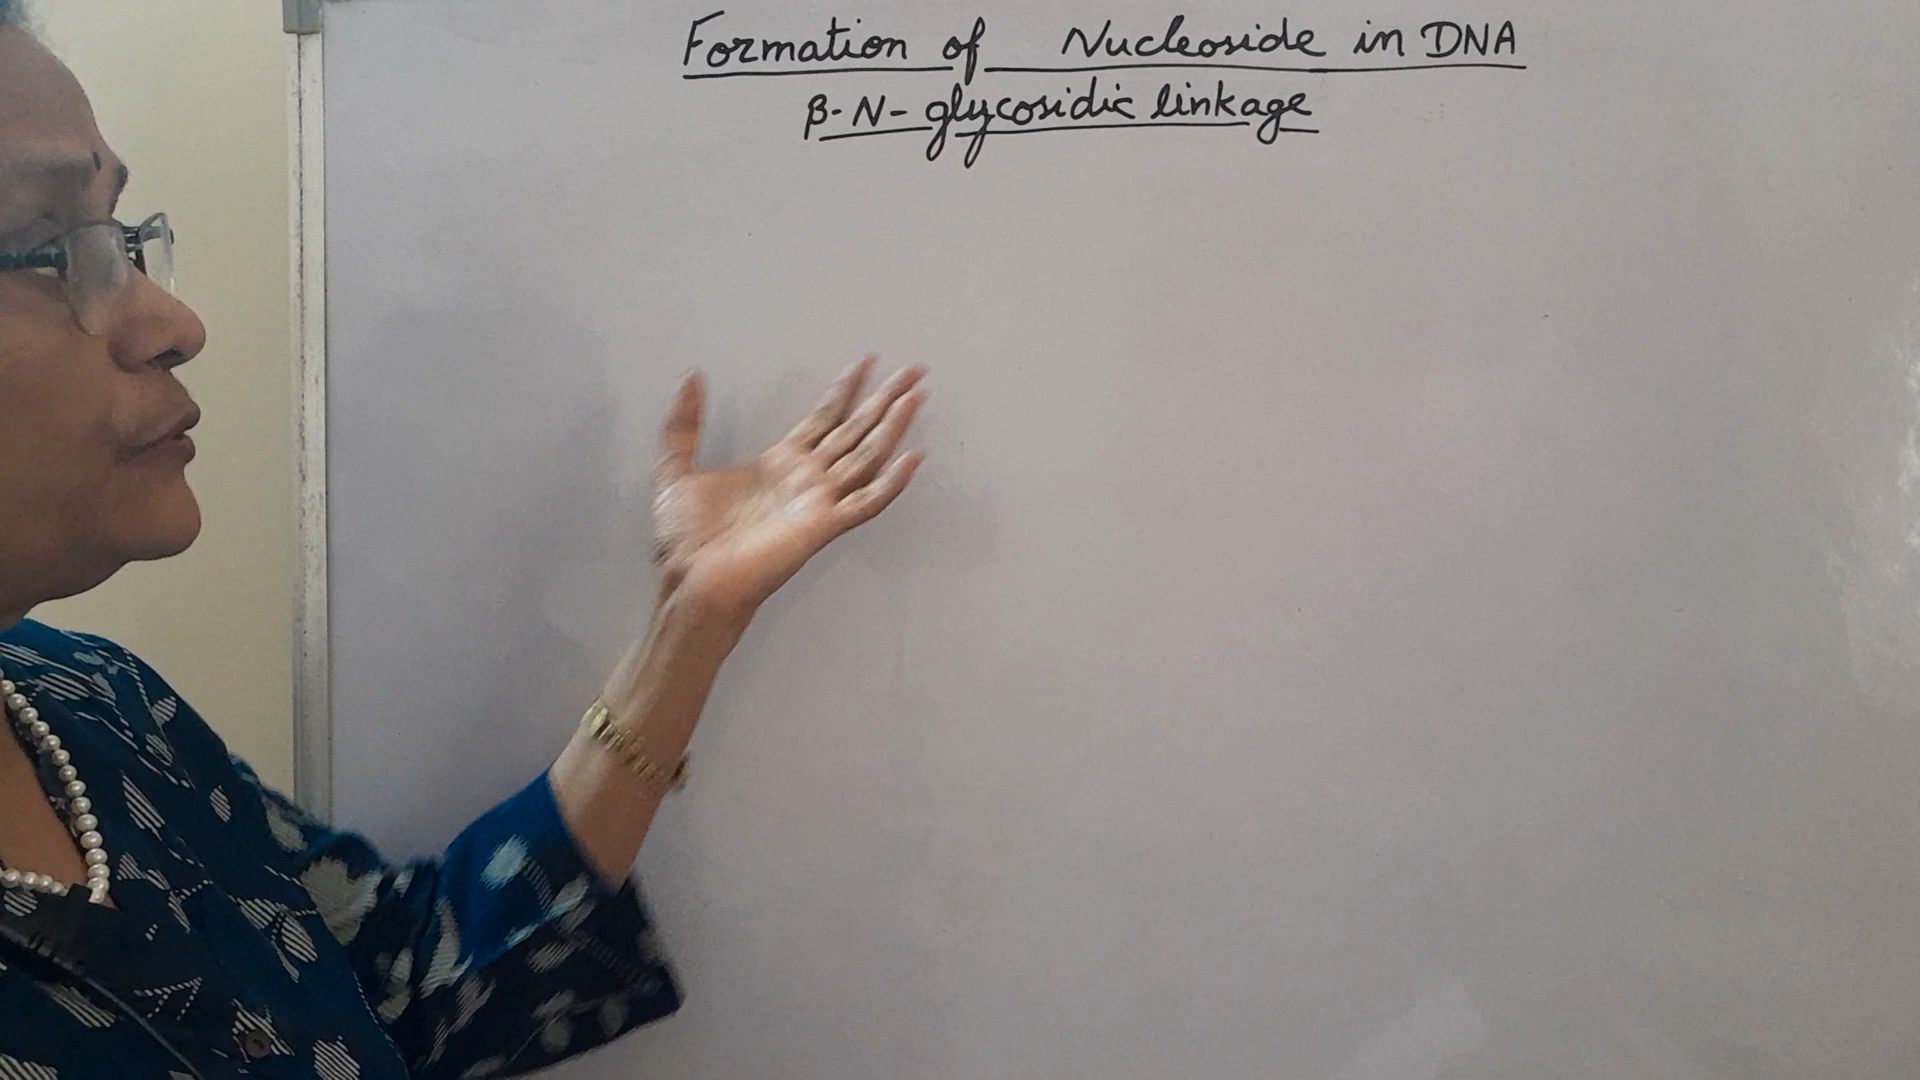 Formation of Nucleoside in DNA
β-N-glycosidic linkage